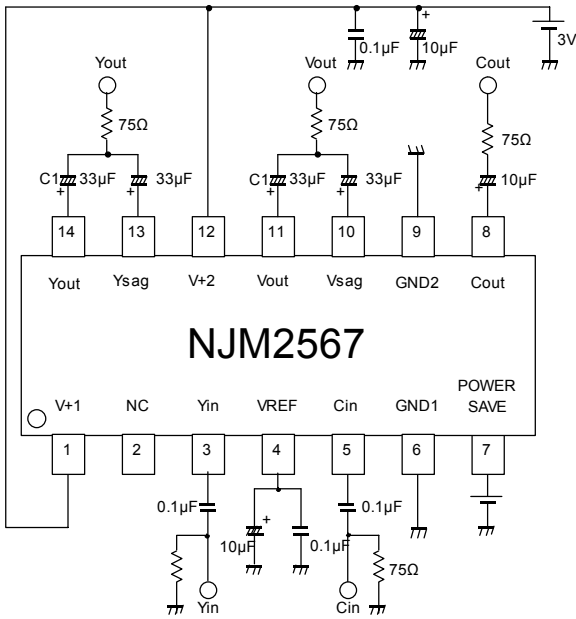 +
0.1µF
10µF
3V
Yout
Vout
Cout
75Ω
75Ω
75Ω
C1 33µF 33µF
C1 33µF 33µF
10µF
+ + + + +
14 13 12 11 10 9 8
Yout Ysag V+2 Vout Vsag GND2 Cout
NJM2567
V+1 NC Yin VREF Cin GND1 POWER
SAVE
1 2 3 4 5 6 7
0.1µF
0.1µF
+
10µF
0.1µF
75Ω
Yin
Cin